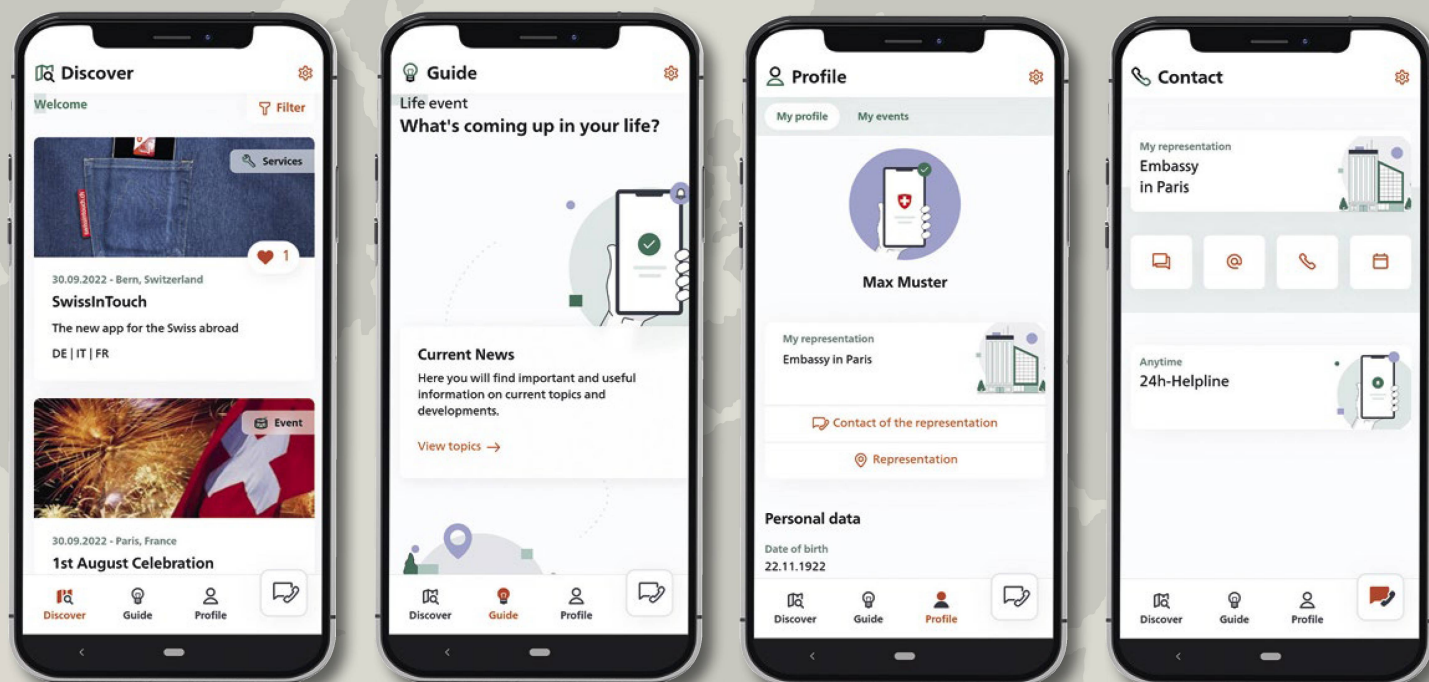 Discover
Welcome
Filter
Services
swissintouch.ch
1
30.09.2022 - Bern, Switzerland
SwissInTouch
The new app for the Swiss abroad
DE | IT | FR
Event
30.09.2022 - Paris, France
1st August Celebration
Discover
Guide
Profile
Guide
Life event
What's coming up in your life?
Current News
Here you will find important and useful
information on current topics and
developments.
View topics →
Discover
Guide
Profile
Profile
My profile
My events
Max Muster
My representation
Embassy in Paris
Contact of the representation
Representation
Personal data
Date of birth
22.11.1922
Discover
Guide
Profile
Contact
My representation
Embassy
in Paris
@
Anytime
24h-Helpline
Discover
Guide
Profile